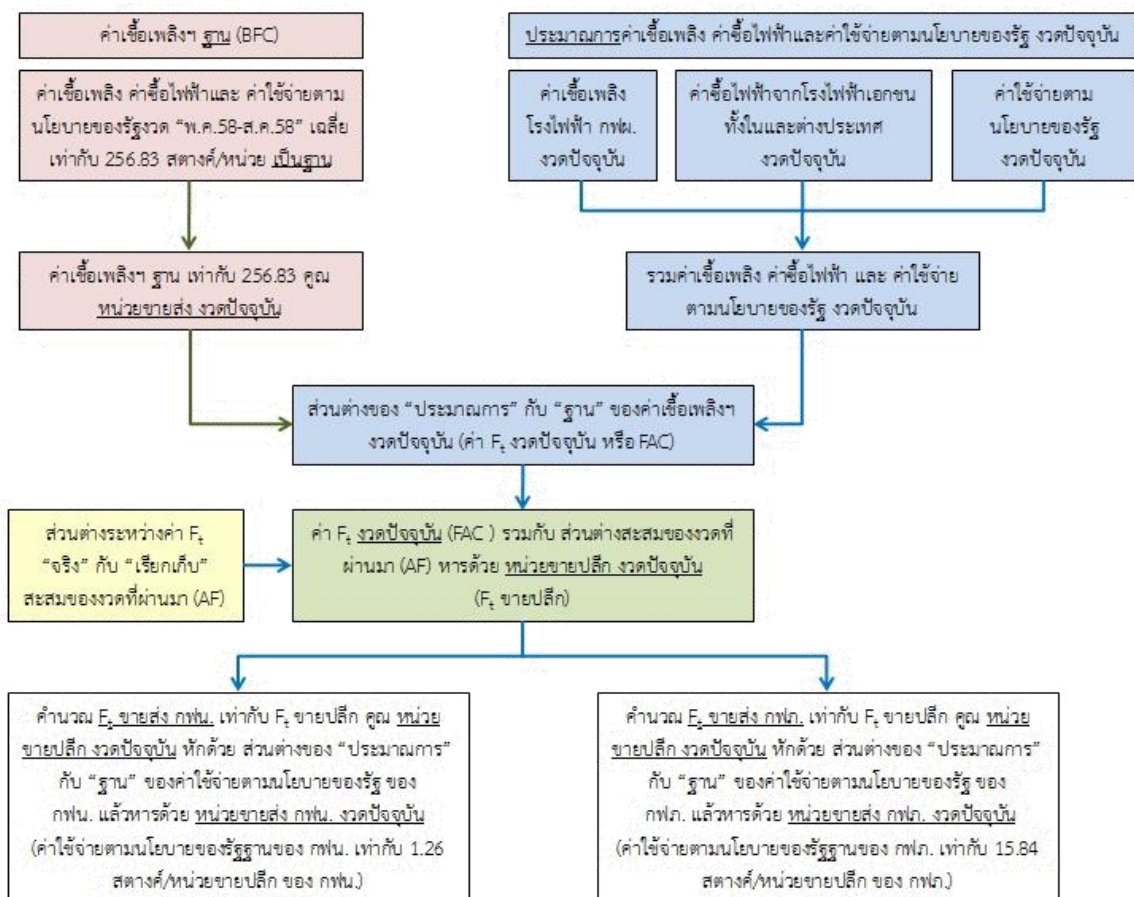 ค่าเชื้อเพลิงฯ ฐาน (BFC)
ค่าเชื้อเพลิง ค่าซื้อไฟฟ้าและ ค่าใช้จ่ายตาม
นโยบายของรัฐงวด “พ.ค.58-ส.ค.58” เฉลี่ย
เท่ากับ 256.83 สตางค์/หน่วย เป็นฐาน
ค่าเชื้อเพลิงฯ ฐาน เท่ากับ 256.83 คูณ
หน่วยขายส่ง งวดปัจจุบัน
ประมาณการค่าเชื้อเพลิง ค่าซื้อไฟฟ้าและค่าใช้จ่ายตามนโยบายของรัฐ งวดปัจจุบัน
ค่าเชื้อเพลิง
โรงไฟฟ้า กฟผ.
งวดปัจจุบัน
ค่าซื้อไฟฟ้าจากโรงไฟฟ้าเอกชน
ทั้งในและต่างประเทศ
งวดปัจจุบัน
ค่าใช้จ่ายตาม
นโยบายของรัฐ
งวดปัจจุบัน
รวมค่าเชื้อเพลิง ค่าซื้อไฟฟ้า และ ค่าใช้จ่าย
ตามนโยบายของรัฐ งวดปัจจุบัน
ส่วนต่างของ “ประมาณการ” กับ “ฐาน” ของค่าเชื้อเพลิงฯ
งวดปัจจุบัน (ค่า Ft งวดปัจจุบัน หรือ FAC)
ส่วนต่างระหว่างค่า Ft
“จริง” กับ “เรียกเก็บ”
สะสมของงวดที่ผ่านมา (AF)
ค่า Ft งวดปัจจุบัน (FAC ) รวมกับ ส่วนต่างสะสมของงวดที่
ผ่านมา (AF) หารด้วย หน่วยขายปลีก งวดปัจจุบัน
(Ft ขายปลีก)
คำนวณ Ft ขายส่ง กฟน. เท่ากับ Ft ขายปลีก คูณ หน่วย
ขายปลีก งวดปัจจุบัน หักด้วย ส่วนต่างของ “ประมาณการ”
กับ “ฐาน” ของค่าใช้จ่ายตามนโยบายของรัฐ ของ
กฟน. แล้วหารด้วย หน่วยขายส่ง กฟน. งวดปัจจุบัน
(ค่าใช้จ่ายตามนโยบายของรัฐฐานของ กฟน. เท่ากับ 1.26
สตางค์/หน่วยขายปลีก ของ กฟน.)
คำนวณ Ft ขายส่ง กฟภ. เท่ากับ Ft ขายปลีก คูณ หน่วย
ขายปลีก งวดปัจจุบัน หักด้วย ส่วนต่างของ “ประมาณการ”
กับ “ฐาน” ของค่าใช้จ่ายตามนโยบายของรัฐ ของ
กฟภ. แล้วหารด้วย หน่วยขายส่ง กฟภ. งวดปัจจุบัน
(ค่าใช้จ่ายตามนโยบายของรัฐฐานของ กฟภ. เท่ากับ 15.84
สตางค์/หน่วยขายปลีก ของ กฟภ.)